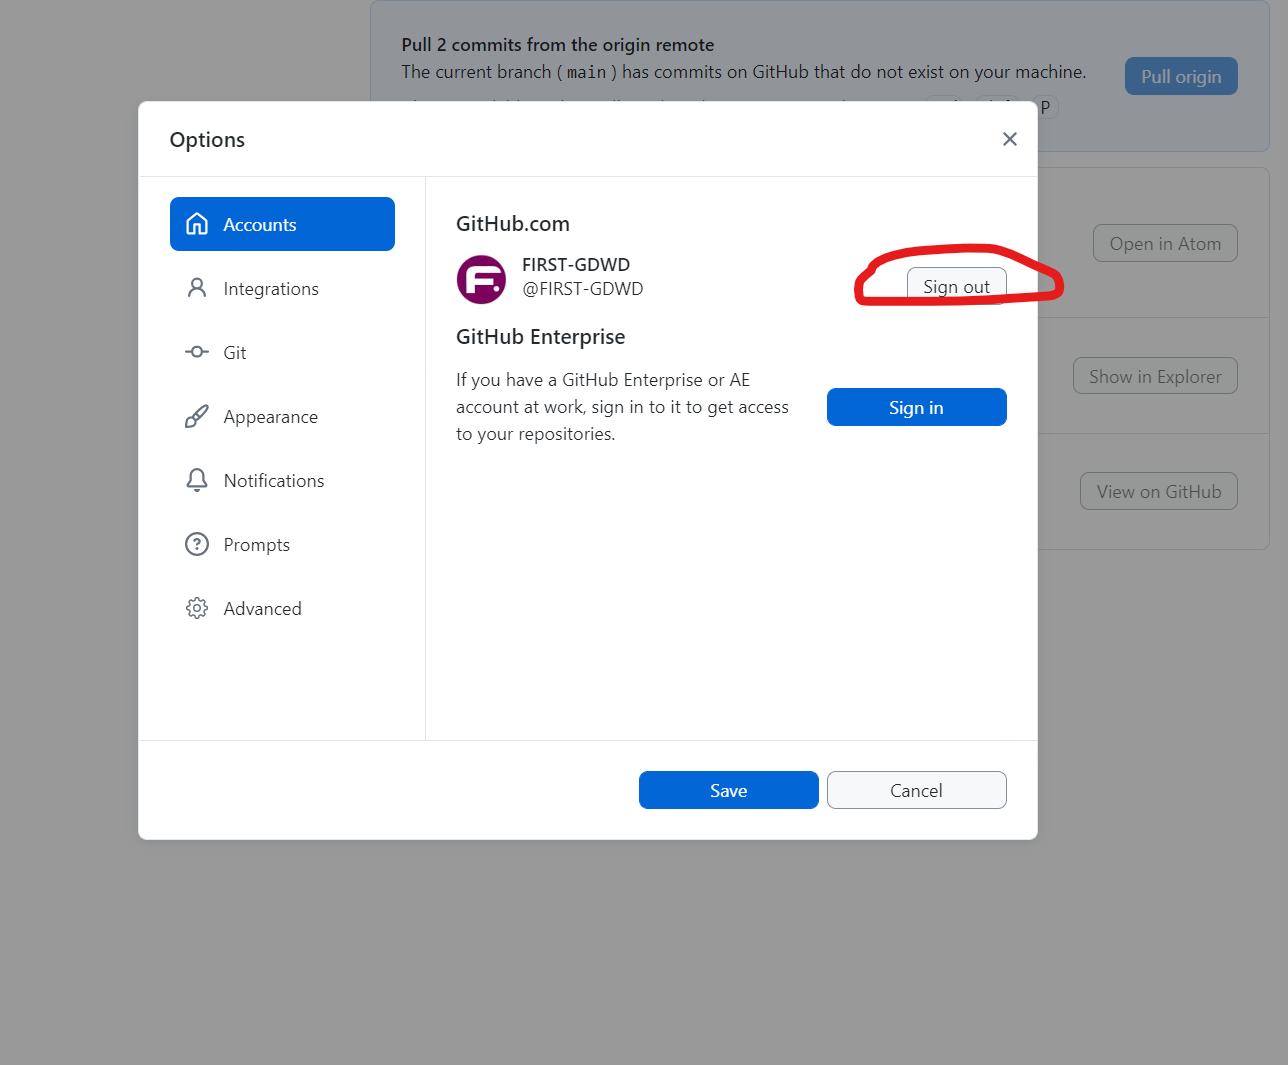 Pull 2 commits from the origin remote
The current branch ( main ) has commits on GitHub that do not exist on your machine.
Pull origin
P
Options
Accounts
Integrations
Git
Appearance
Notifications
Prompts
Advanced
GitHub.com
F.
FIRST-GDWD
@FIRST-GDWD
Sign out
GitHub Enterprise
If you have a GitHub Enterprise or AE
account at work, sign in to it to get access
to your repositories.
Sign in
Save
Cancel
Open in Atom
Show in Explorer
View on GitHub